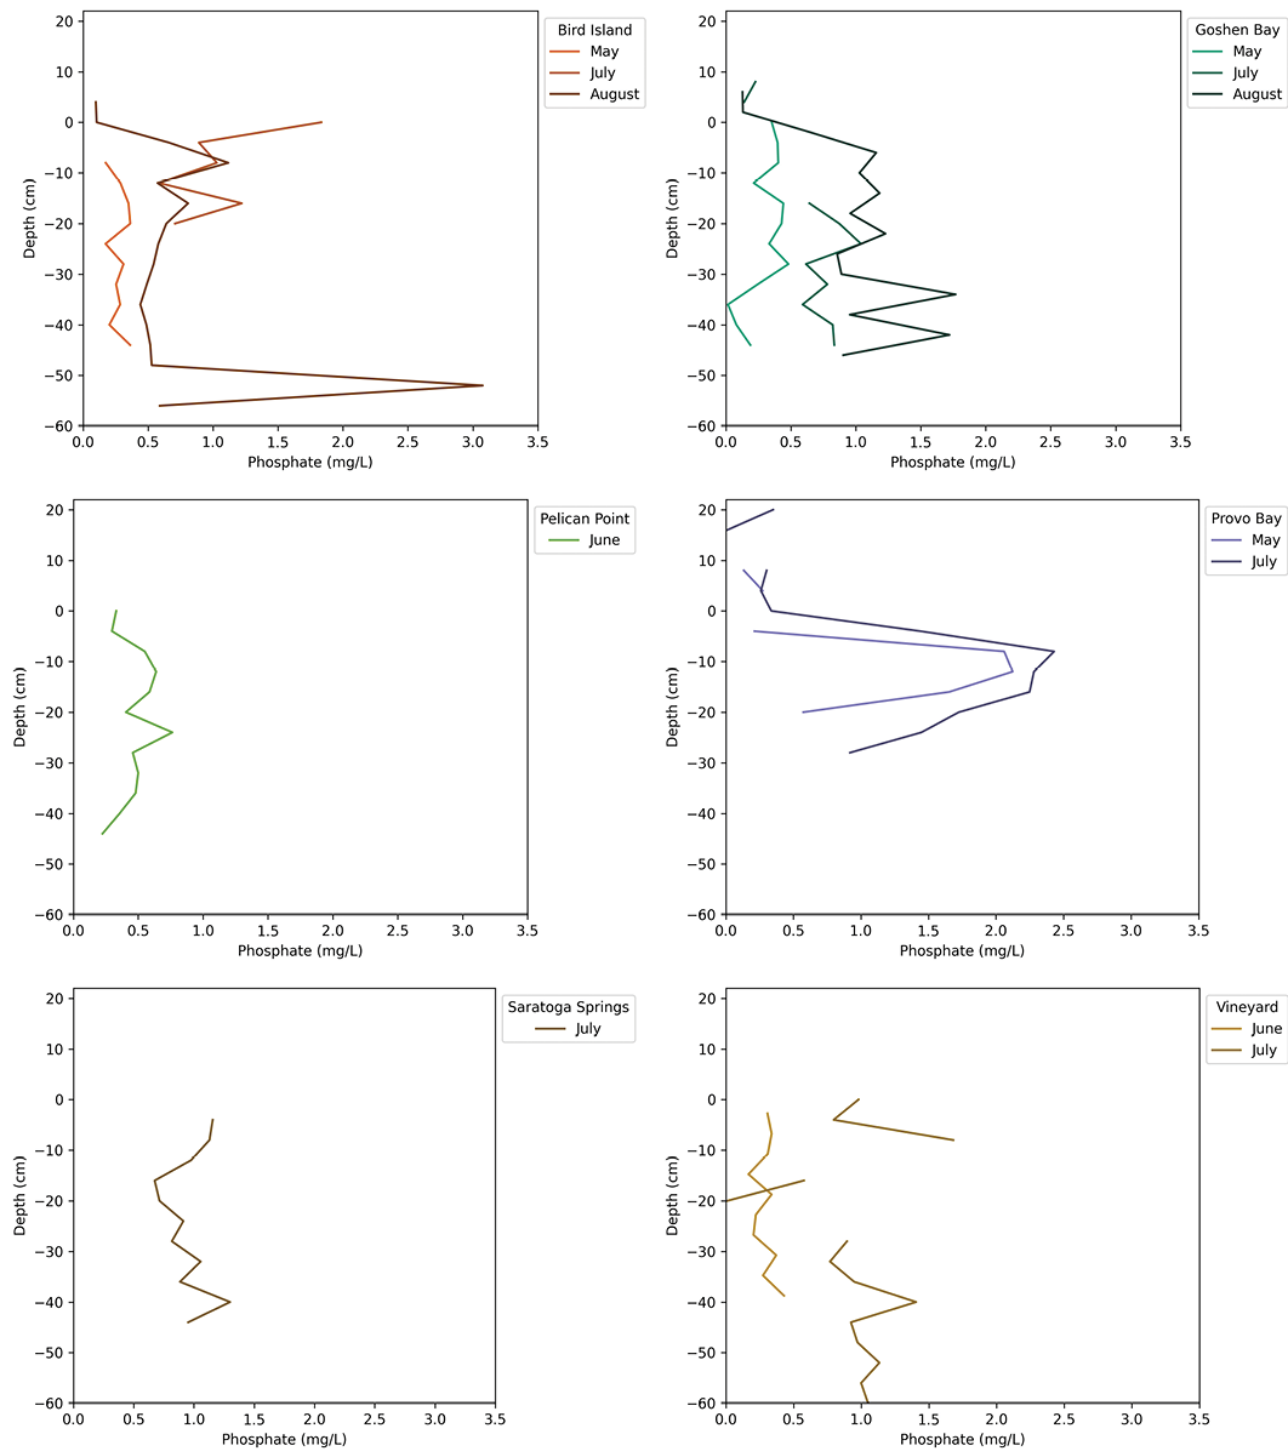 Bird Island
May
July
August
20
10
0
−10
−20
−30
−40
−50
−60
Depth (cm)
0.0 0.5 1.0 1.5 2.0 2.5 3.0 3.5
Phosphate (mg/L)
Goshen Bay
May
July
August
20
10
0
−10
−20
−30
−40
−50
−60
Depth (cm)
0.0 0.5 1.0 1.5 2.0 2.5 3.0 3.5
Phosphate (mg/L)
Pelican Point
June
20
10
0
−10
−20
−30
−40
−50
−60
Depth (cm)
0.0 0.5 1.0 1.5 2.0 2.5 3.0 3.5
Phosphate (mg/L)
Provo Bay
May
July
20
10
0
−10
−20
−30
−40
−50
−60
Depth (cm)
0.0 0.5 1.0 1.5 2.0 2.5 3.0 3.5
Phosphate (mg/L)
Saratoga Springs
July
20
10
0
−10
−20
−30
−40
−50
−60
Depth (cm)
0.0 0.5 1.0 1.5 2.0 2.5 3.0 3.5
Phosphate (mg/L)
Vineyard
June
July
20
10
0
−10
−20
−30
−40
−50
−60
Depth (cm)
0.0 0.5 1.0 1.5 2.0 2.5 3.0 3.5
Phosphate (mg/L)